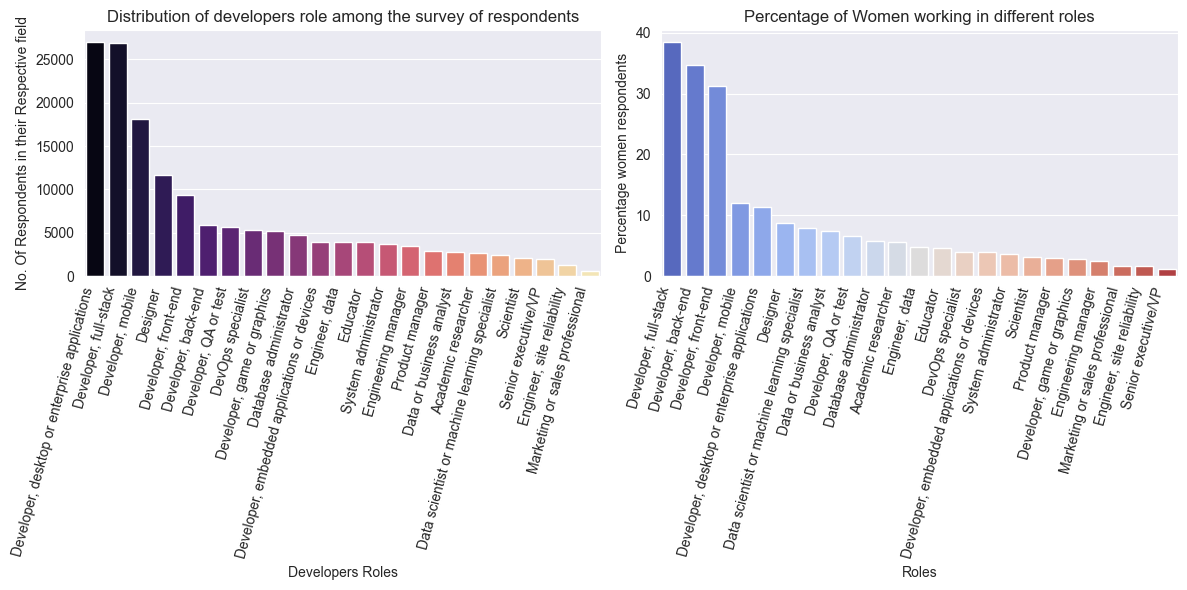 Distribution of developers role among the survey of respondents
No. Of Respondents in their Respective field
25000
20000
15000
10000
5000
0
Developer, desktop or enterprise applications
Developer, full-stack
Developer, mobile
Designer
Developer, front-end
Developer, back-end
Developer, QA or test
DevOps specialist
Developer, game or graphics
Database administrator
Developer, embedded applications or devices
Engineer, data
Educator
System administrator
Engineering manager
Product manager
Data or business analyst
Academic researcher
Data scientist or machine learning specialist
Scientist
Senior executive/VP
Engineer, site reliability
Marketing or sales professional
Developers Roles
Percentage of Women working in different roles
Percentage women respondents
40
30
20
10
0
Developer, full-stack
Developer, back-end
Developer, front-end
Developer, mobile
Developer, desktop or enterprise applications
Designer
Data scientist or machine learning specialist
Data or business analyst
Developer, QA or test
Database administrator
Academic researcher
Engineer, data
Educator
DevOps specialist
Developer, embedded applications or devices
System administrator
Scientist
Product manager
Developer, game or graphics
Engineering manager
Marketing or sales professional
Engineer, site reliability
Senior executive/VP
Roles